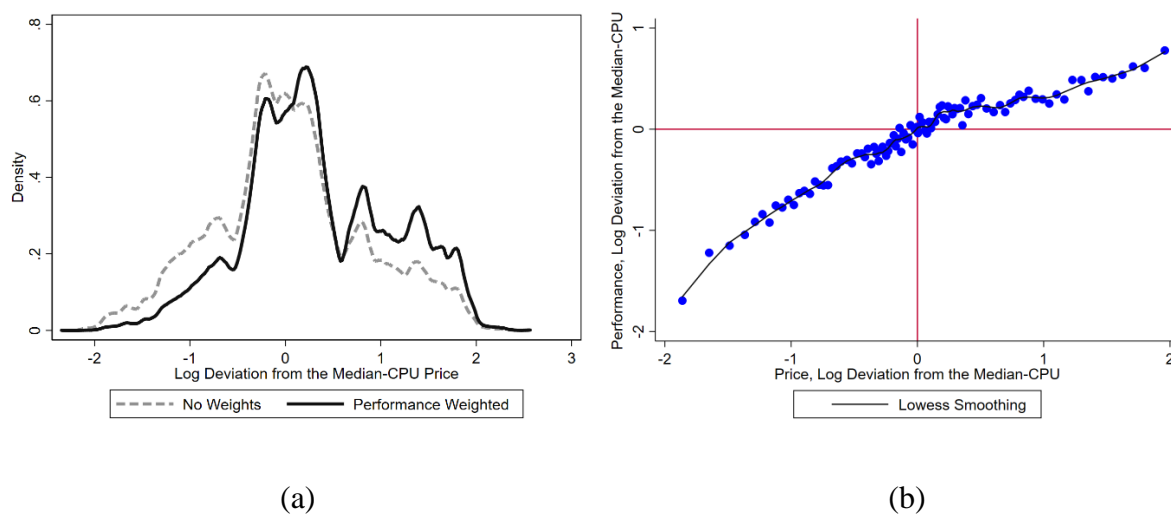 .8
.6
.4
.2
0
Density
-2 -1 0 1 2 3
Log Deviation from the Median-CPU Price
No Weights Performance Weighted
(a)
1
0
-1
-2
Performance, Log Deviation from the Median-CPU
-2 -1 0 1 2
Price, Log Deviation from the Median-CPU
Lowess Smoothing
(b)